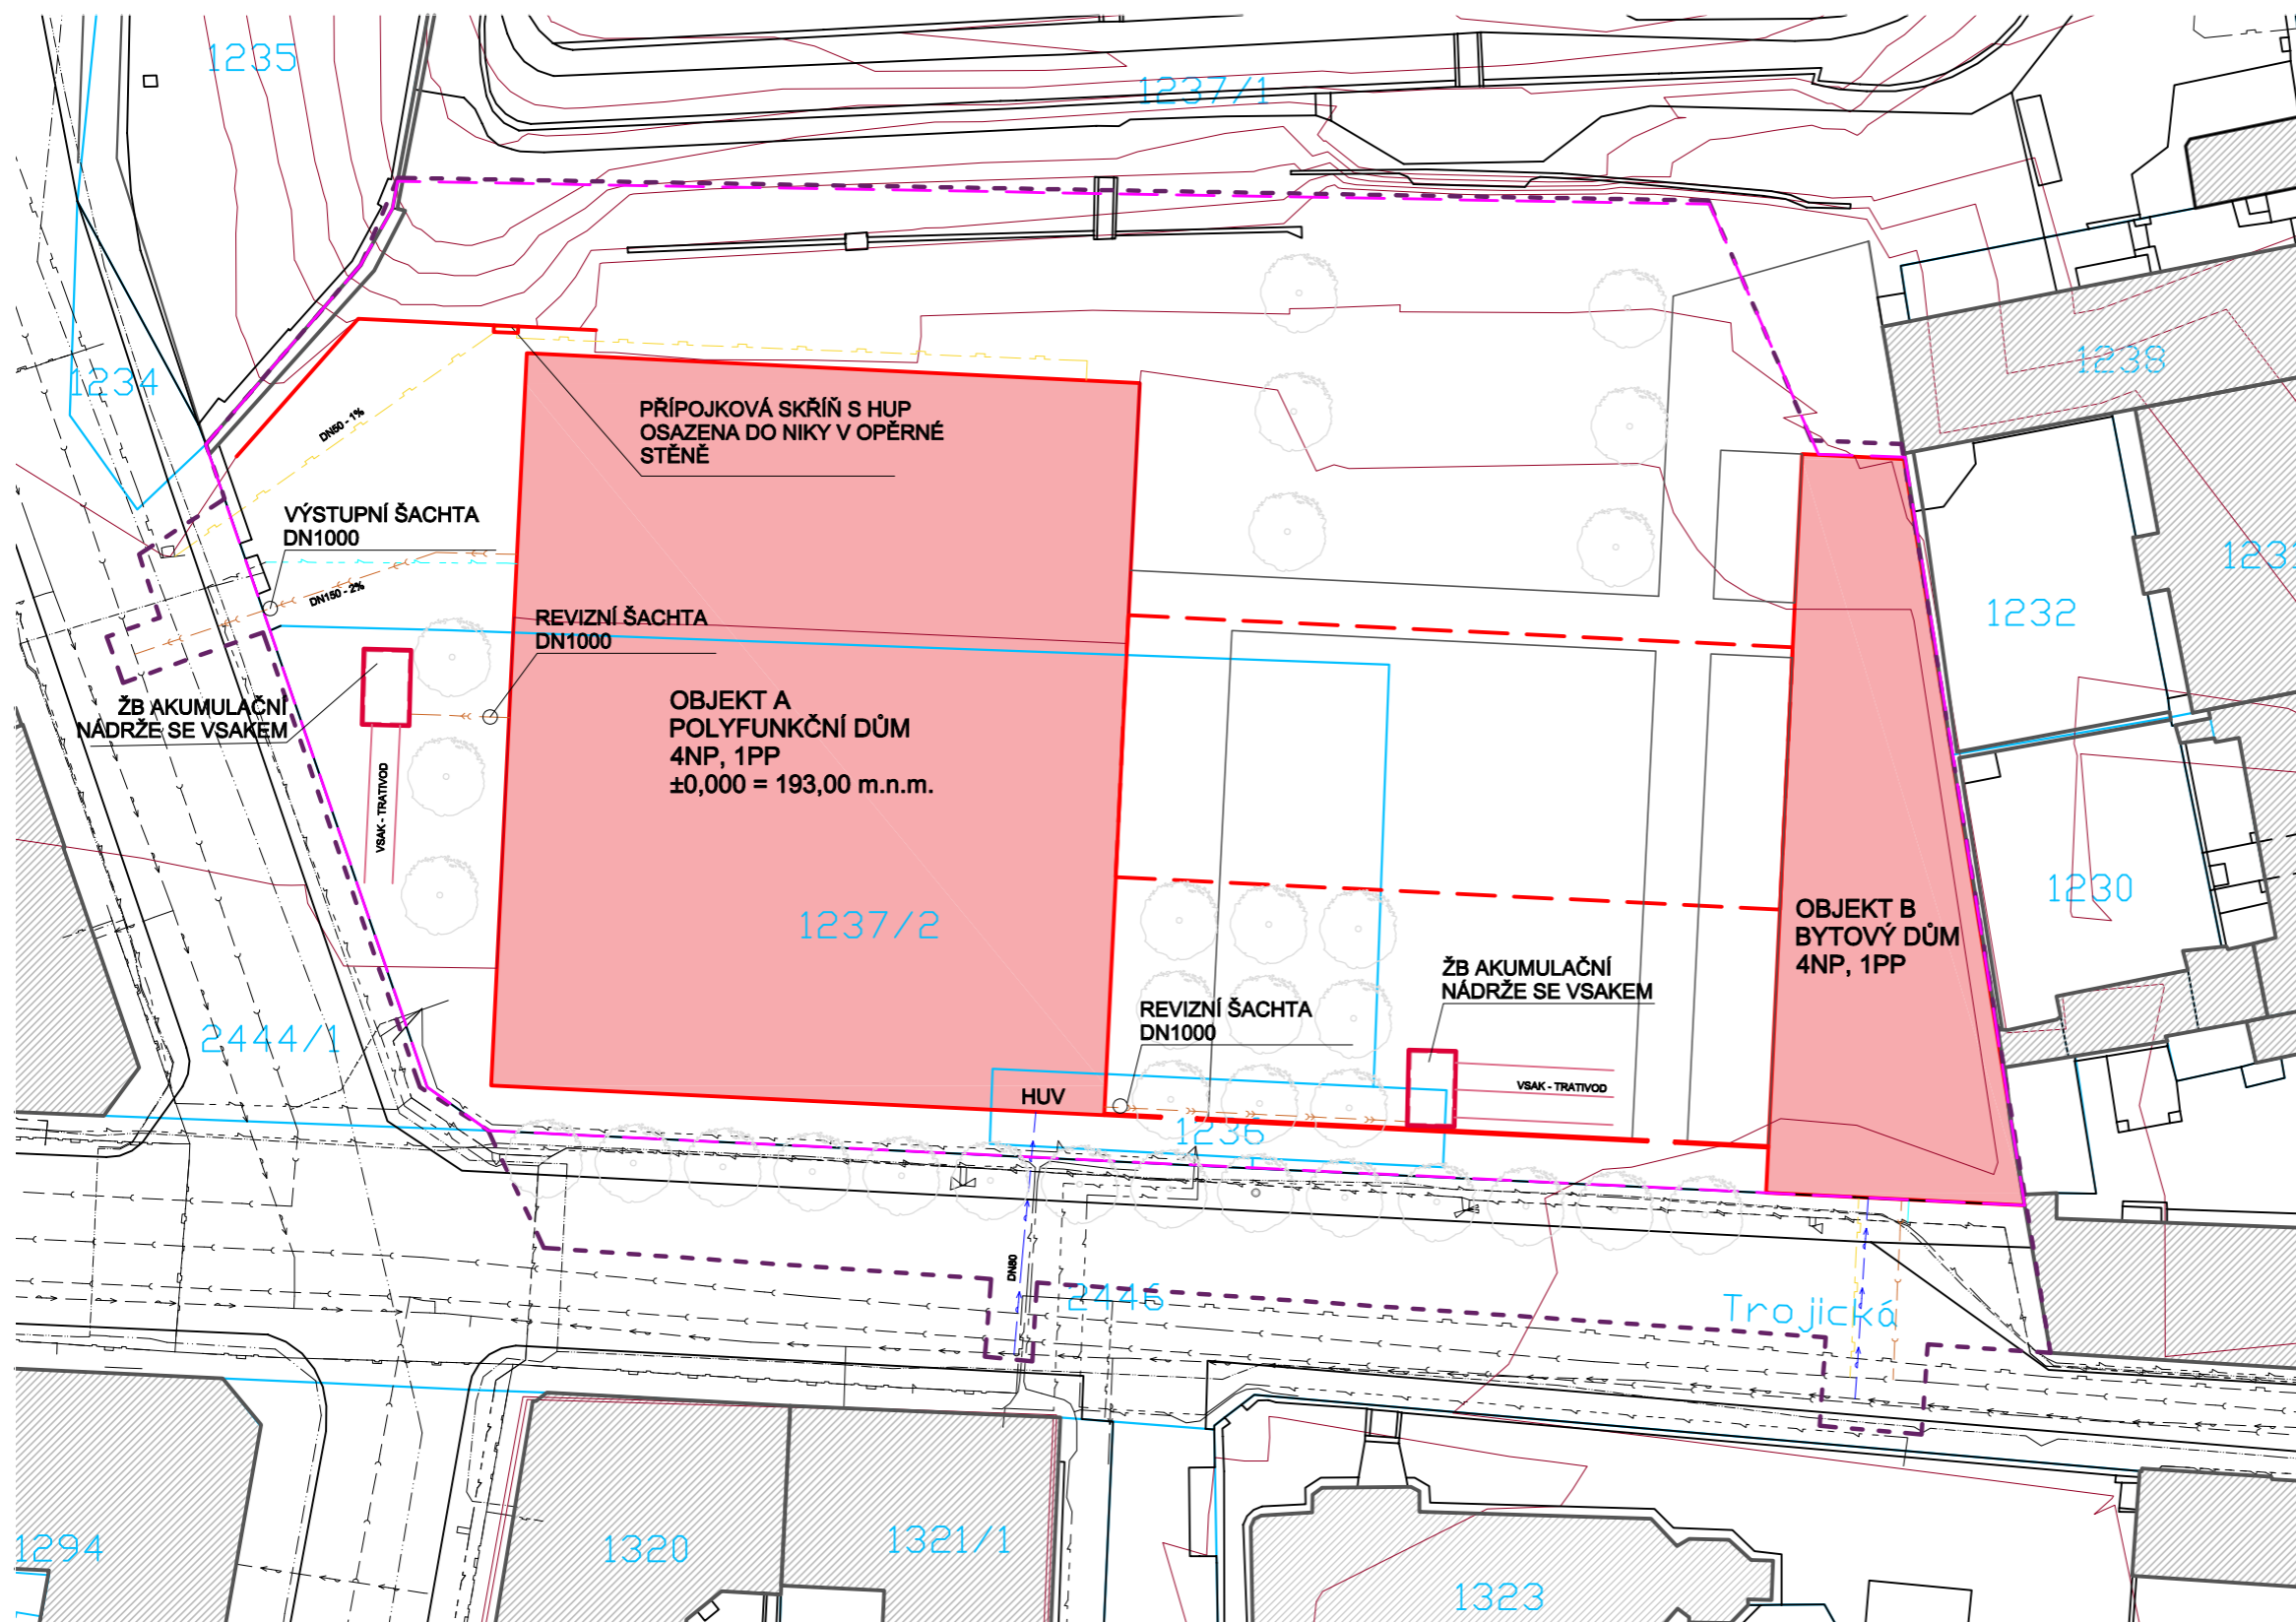 1235
1237/1
1234
1238
PŘÍPOJKOVÁ SKŘÍŇ S HUP
OSAZENA DO NIKY V OPĚRNÉ
STĚNĚ
DN50 - 1%
VÝSTUPNÍ ŠACHTA
DN1000
DN150 - 2%
1232
REVIZNÍ ŠACHTA
DN1000
ŽB AKUMULAČNÍ
NÁDRŽE SE VSAKEM
OBJEKT A
POLYFUNKČNÍ DŮM
4NP, 1PP
±0,000 = 193,00 m.n.m.
VSAK - TRATIVOD
1230
1237/2
OBJEKT B
BYTOVÝ DŮM
4NP, 1PP
ŽB AKUMULAČNÍ
NÁDRŽE SE VSAKEM
REVIZNÍ ŠACHTA
DN1000
2444/1
VSAK - TRATIVOD
HUV
1236
DN80
2446
Trojická
1294
1320
1321/1
1323